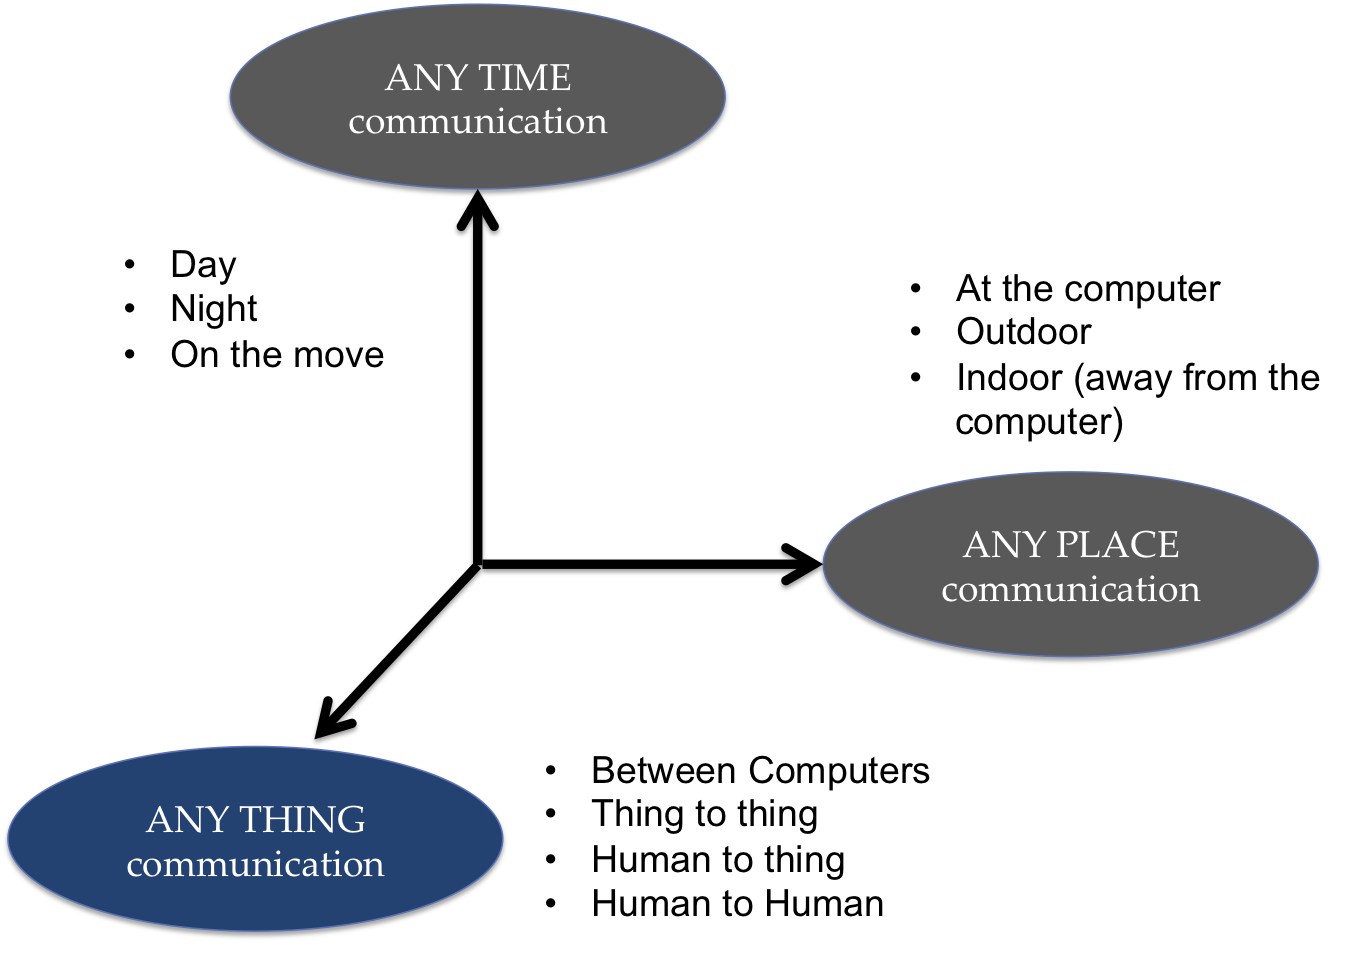 ANY TIME
communication
• Day
• Night
• On the move
• At the computer
• Outdoor
• Indoor (away from the
computer)
ANY PLACE
communication
ANY THING
communication
• Between Computers
• Thing to thing
• Human to thing
• Human to Human